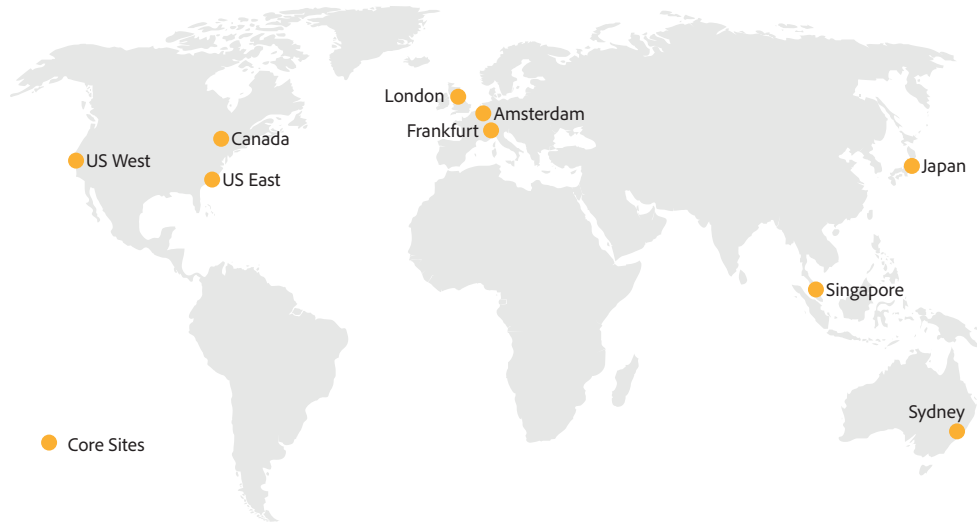 London
Amsterdam
Frankfurt
Canada
US West
Japan
US East
Singapore
Sydney
Core Sites